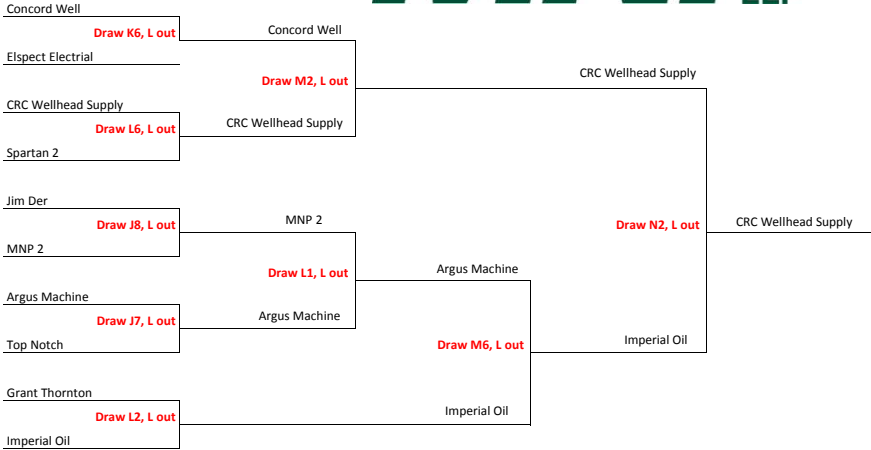 Concord Well
Draw K6, L out
Concord Well
Elspect Electrial
Draw M2, L out
CRC Wellhead Supply
CRC Wellhead Supply
Draw L6, L out
CRC Wellhead Supply
Spartan 2
Jim Der
Draw J8, L out
MNP 2
Draw N2, L out
CRC Wellhead Supply
MNP 2
Draw L1, L out
Argus Machine
Argus Machine
Draw J7, L out
Argus Machine
Top Notch
Draw M6, L out
Imperial Oil
Grant Thornton
Draw L2, L out
Imperial Oil
Imperial Oil